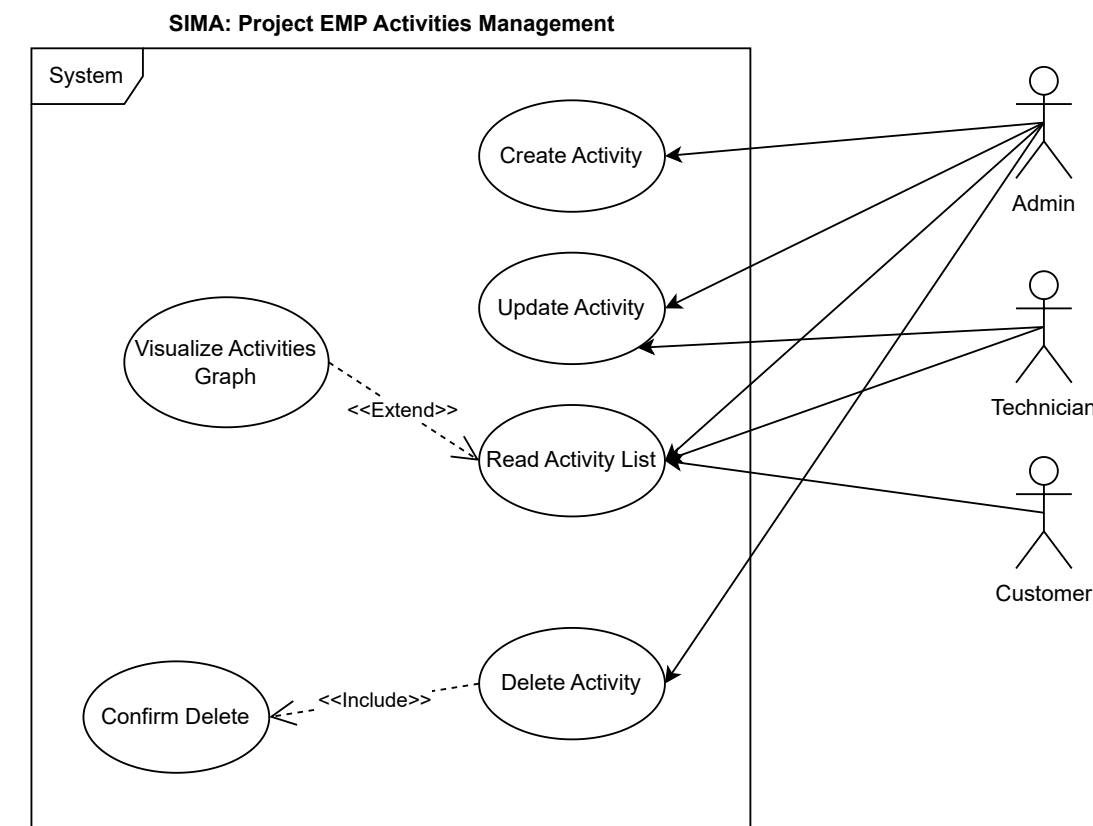 SIMA: Project EMP Activities Management
System
Create Activity
Admin
Update Activity
Visualize Activities
Graph
<<Extend>>
Technician
Read Activity List
Customer
Delete Activity
<<Include>>
Confirm Delete